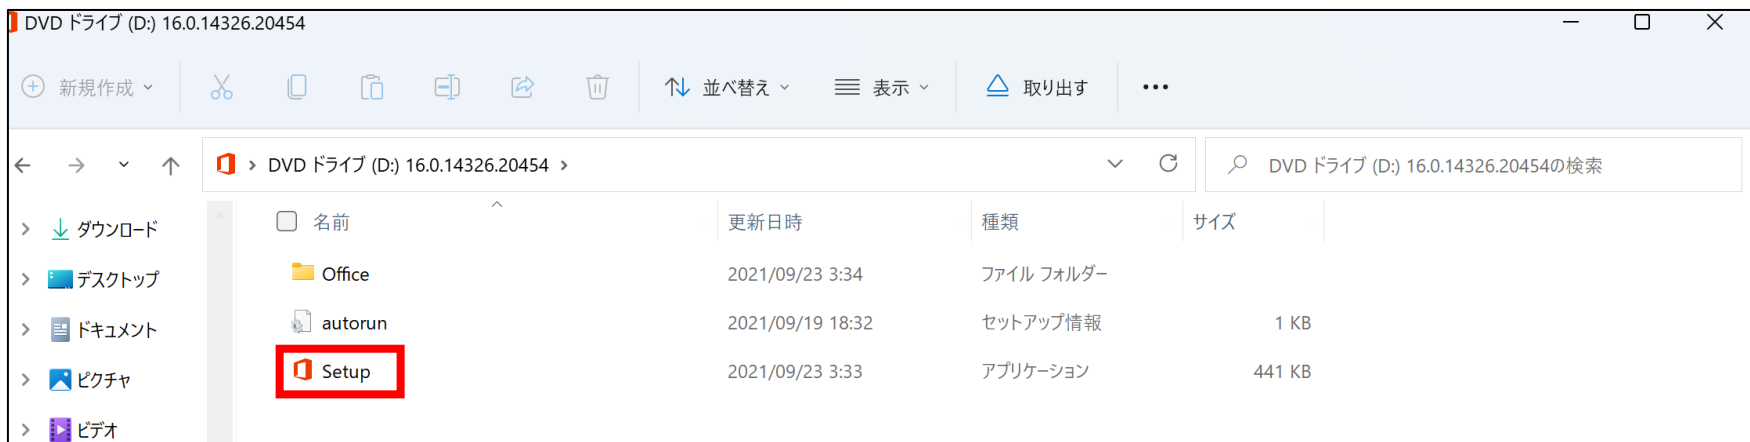 DVD ドライブ (D:) 16.0.14326.20454
新規作成 並べ替え 表示 取り出す
DVD ドライブ (D:) 16.0.14326.20454 DVD ドライブ (D:) 16.0.14326.20454の検索
名前 更新日時 種類 サイズ
ダウンロード
デスクトップ
ドキュメント
ピクチャ
ビデオ
Office 2021/09/23 3:34 ファイル フォルダー
autorun 2021/09/19 18:32 セットアップ情報 1 KB
Setup 2021/09/23 3:33 アプリケーション 441 KB